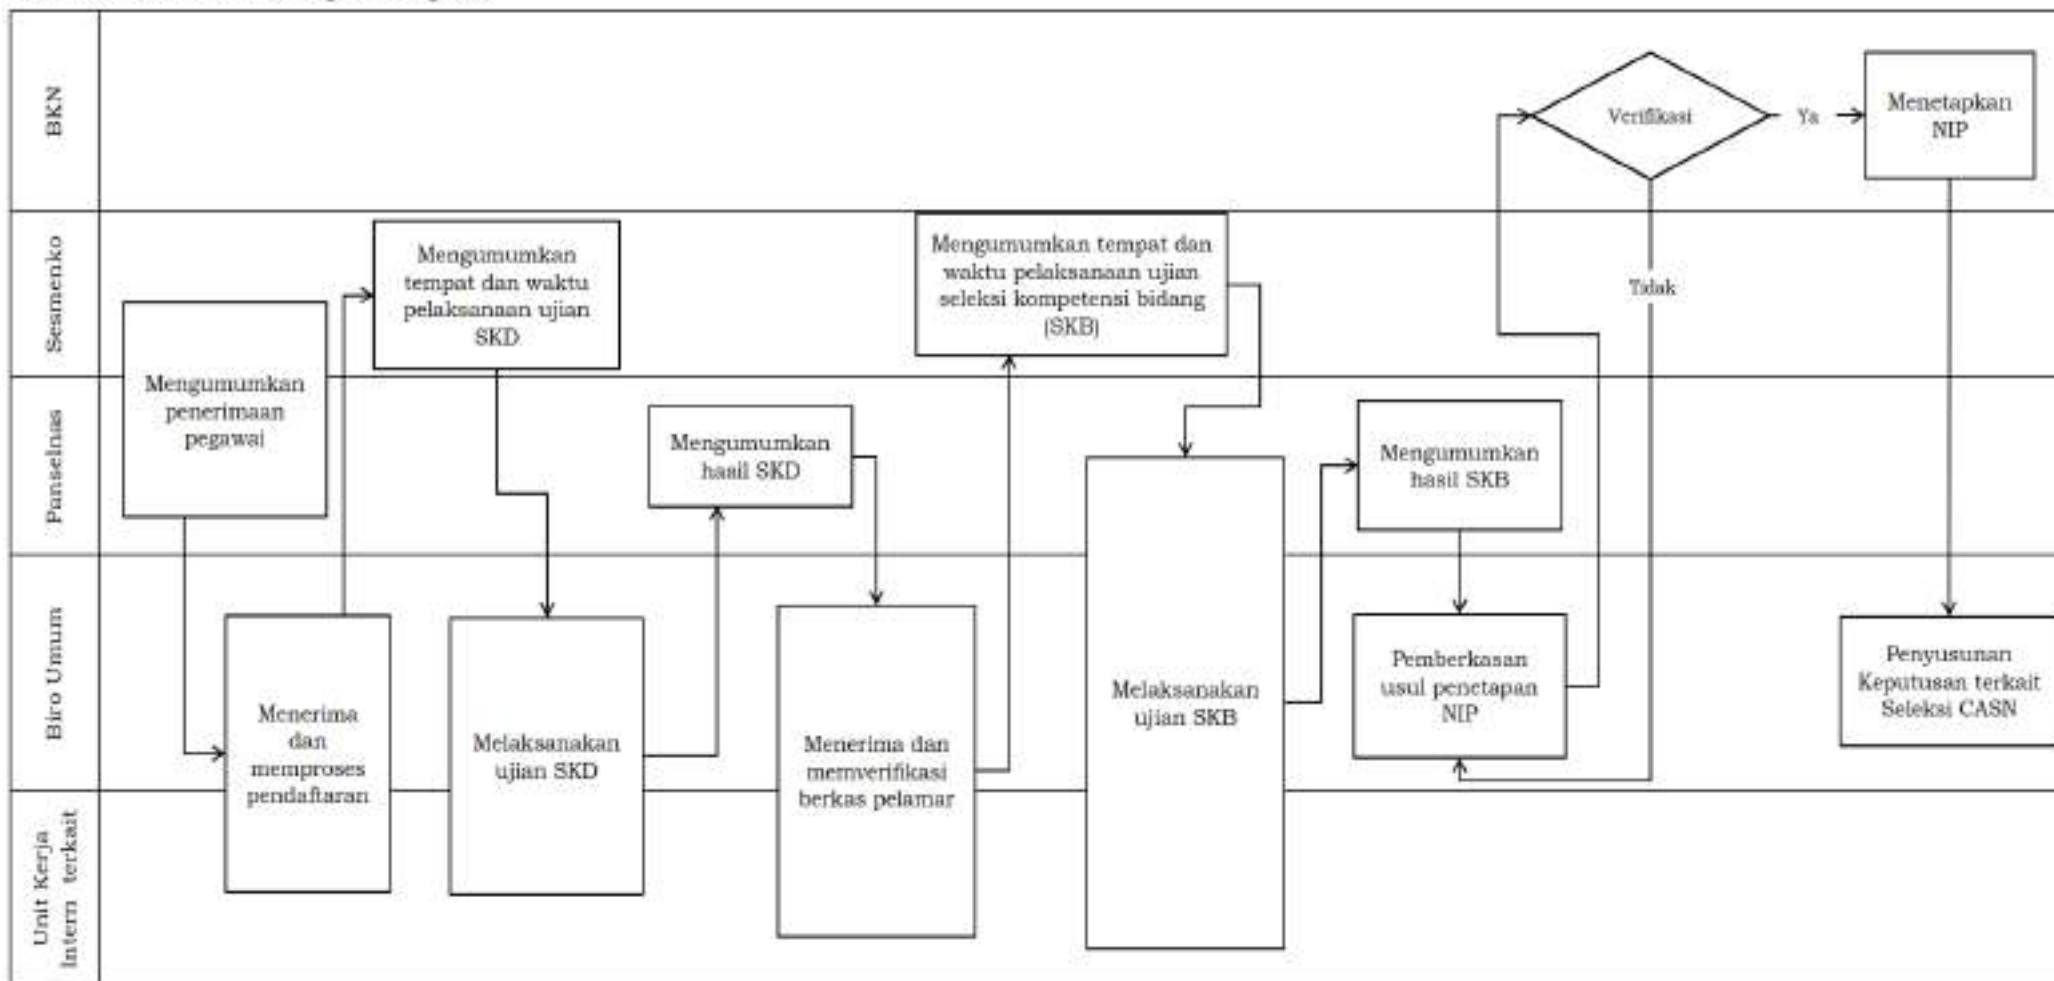 BKN
Verifikasi
Ya
Menetapkan
NIP
Sesmenko
Mengumumkan
tempat dan waktu
pelaksanaan ujian
SKD
Mengumumkan tempat dan
waktu pelaksanaan ujian
seleksi kompetensi bidang
(SKB)
Tidak
Panselnas
Mengumumkan
penerimaan
pegawai
Mengumumkan
hasil SKD
Mengumumkan
hasil SKB
Biro Umum
Menerima
dan
memproses
pendaftaran
Melaksanakan
ujian SKD
Menerima dan
memverifikasi
berkas pelamar
Melaksanakan
ujian SKB
Pemberkasan
usul penetapan
NIP
Penyusunan
Keputusan terkait
Seleksi CASN
Unit Kerja
Intern terkait